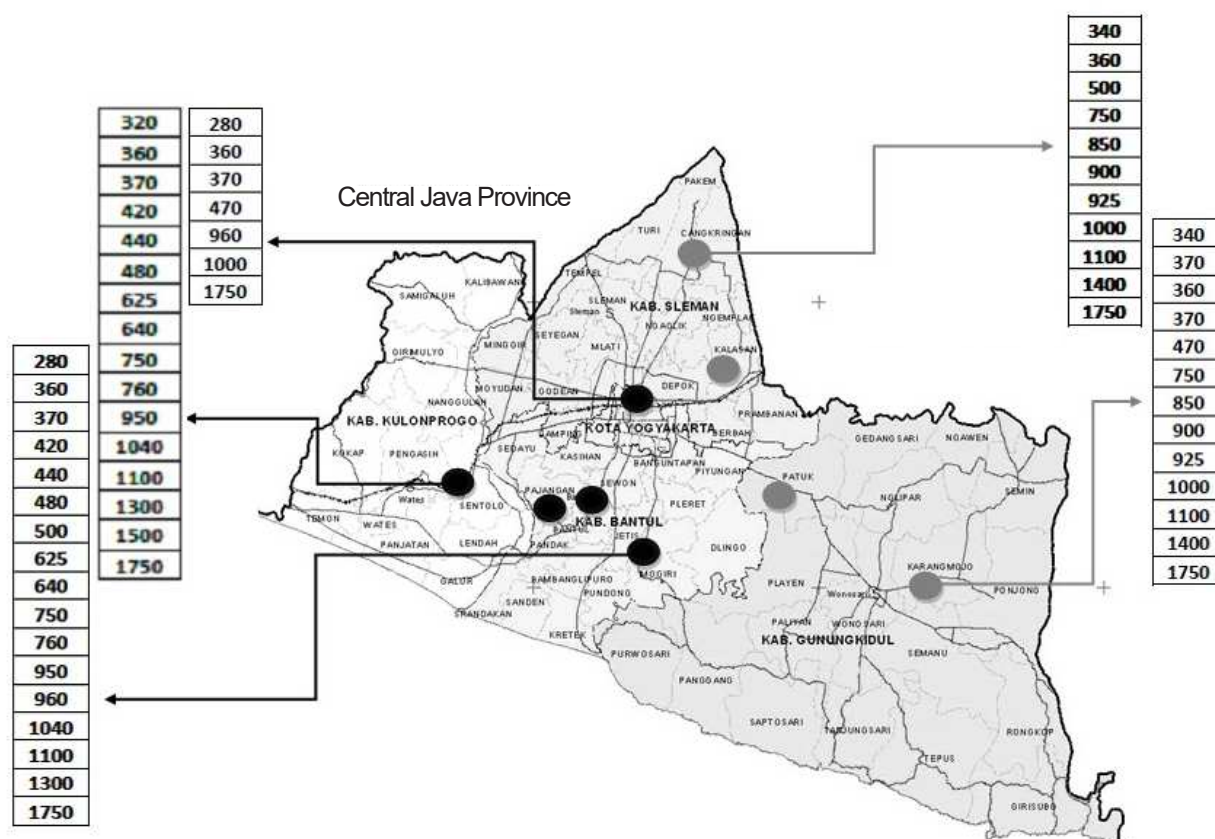 340
360
500
750
850
900
925
1000
1100
1400
1750
320
360
370
420
440
480
625
640
750
760
950
1040
1100
1300
1500
1750
280
360
370
470
960
1000
1750
Central Java Province
340
370
360
370
470
750
850
900
925
1000
1100
1400
1750
280
360
370
420
440
480
500
625
640
750
760
950
960
1040
1100
1300
1750
PAKEM
TURI
CANGKRINGAN
TEMPEL
KALIBAWANG
SAMIGALUH
SLEMAN
Sleman
KAB. SLEMAN
NGEMPLAK
NGAGLIK
SEYEGAN
MINGGIR
MLATI
GIRIMULYO
KALASAN
MOYUDAN
GODEAN
DEPOK
NANGGULAH
PRAMBANAN
KAB. KULONPROGO
KOTA YOGYAKARTA
BERBAH
GAMPING
GEDANGSARI
NGAWEN
KOKAP
PENGASIH
SEDAYU
KASIHAN
BANGUNTAPAN
PIYUNGAN
PATUK
SEWON
NGLIPAR
SEMIN
Wates
SENTOLO
PAJANGAN
PLERET
TEMON
WATES
BANTUL
KAB. BANTUL
JETIS
PANJATAN
LENDAH
PANDAK
DLINGO
GALUR
BAMBANGLIPURO
MOGIRI
PLAYEN
KARANGMOJO
PUNDONG
Wonosari
PONJONG
SANDEN
SRANDAKAN
PALIYAN
WONOSARI
KRETEK
KAB. GUNUNGKIDUL
PURWOSARI
SEMANU
PANGGANG
SAPTOSARI
TANJUNGSARI
RONGKOP
TEPUS
GIRISUBO